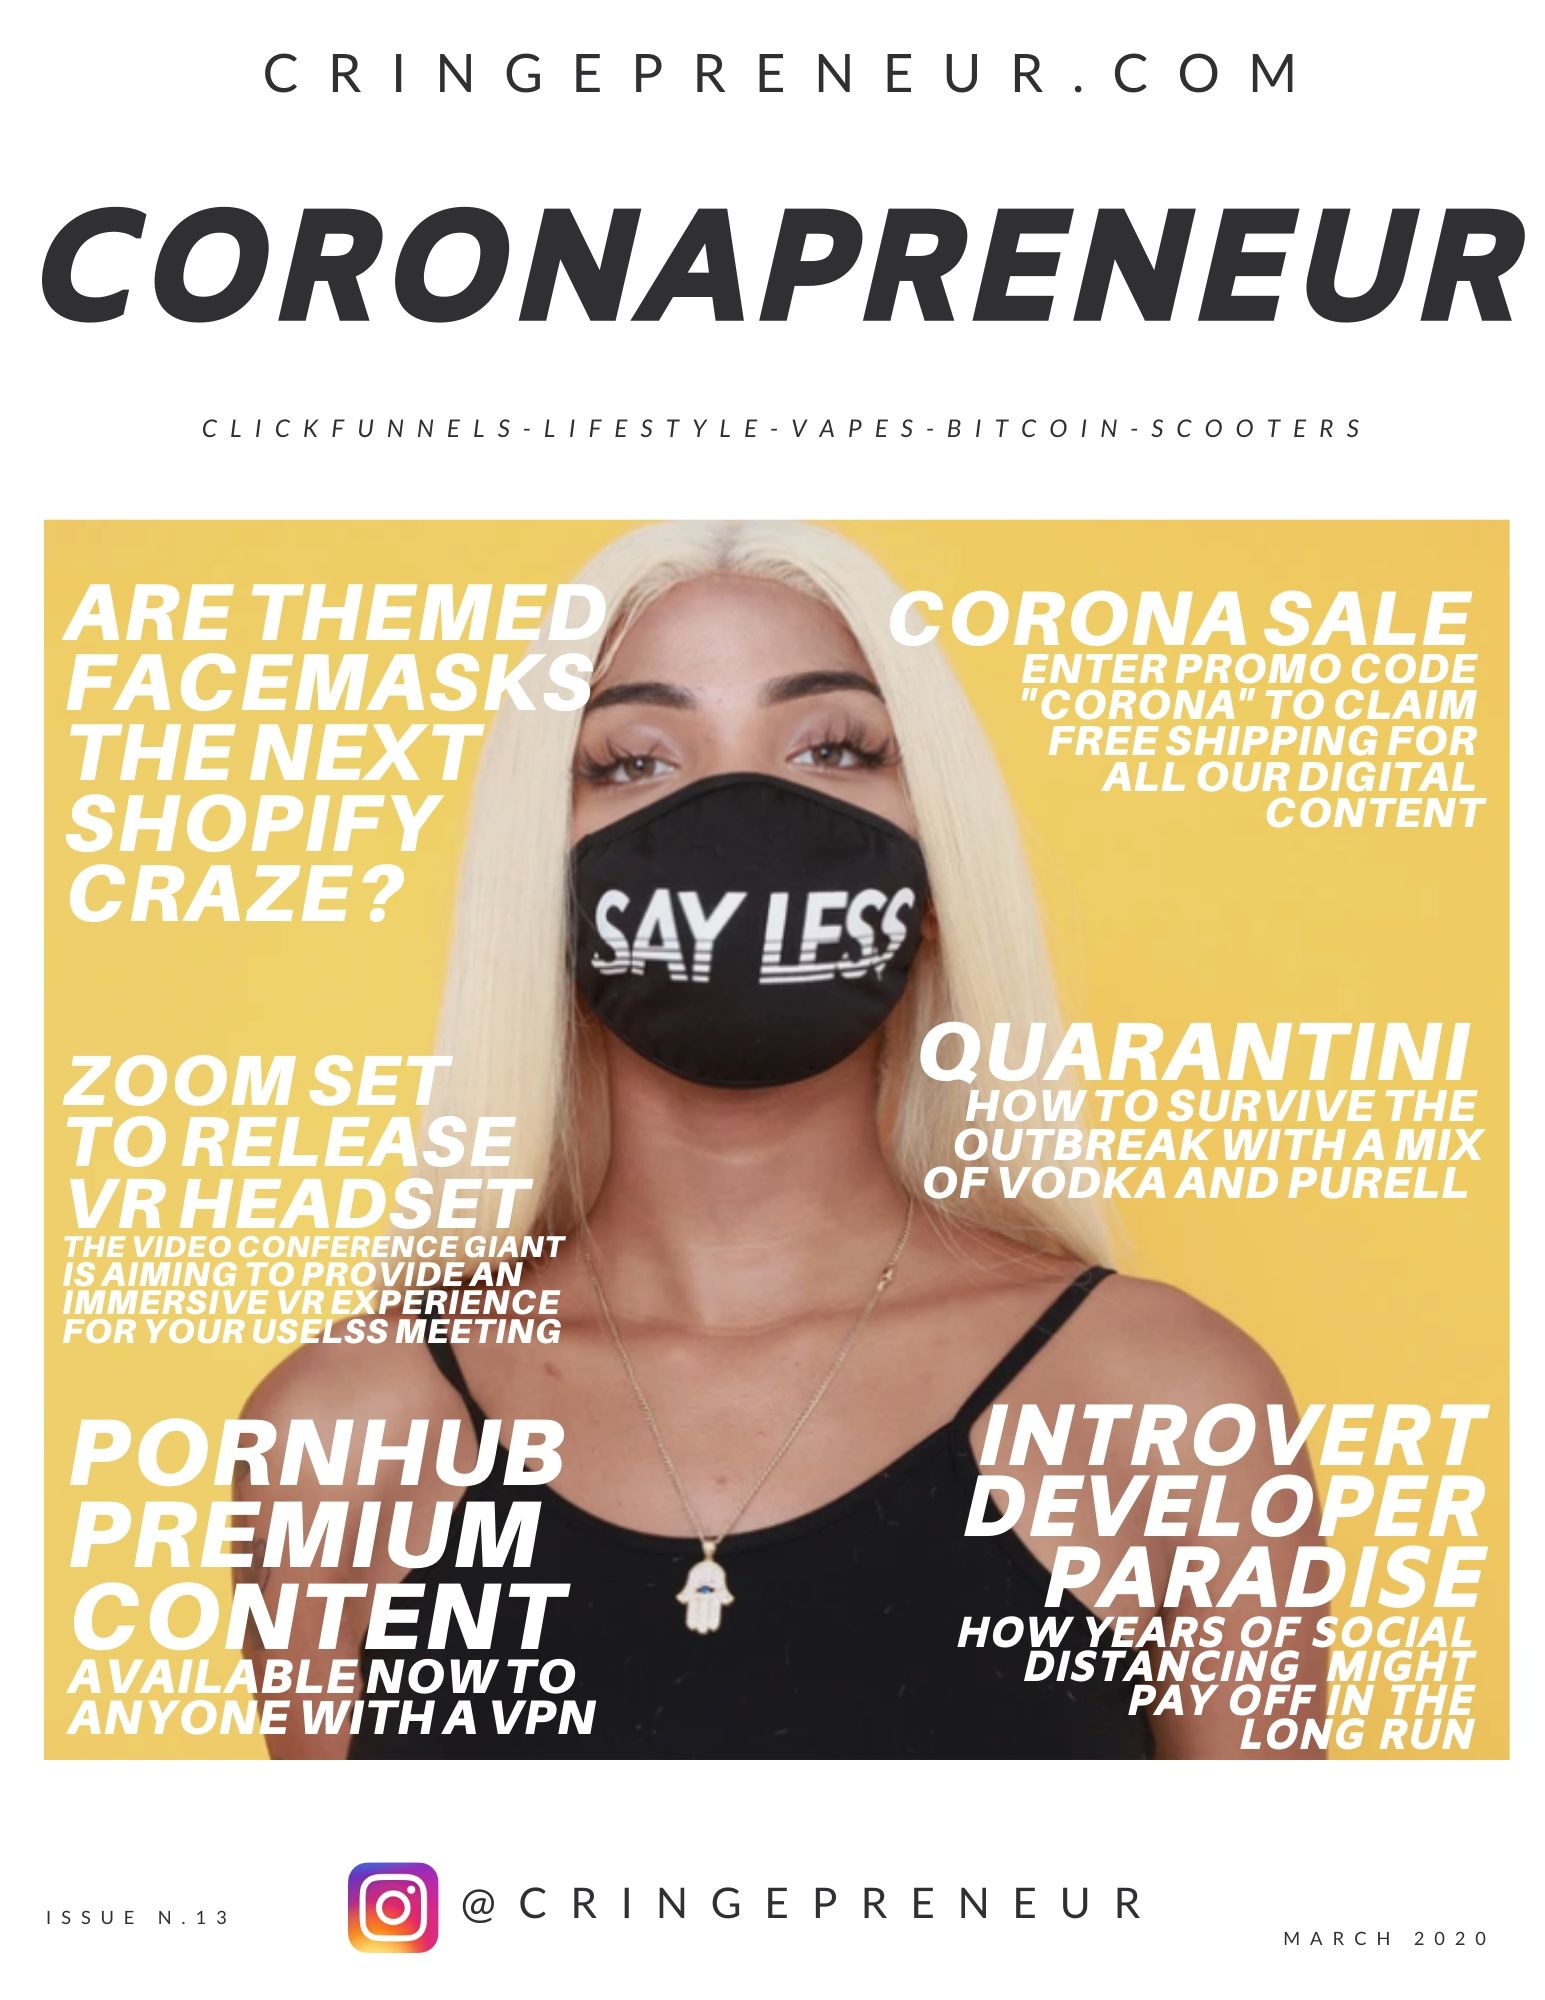 CRINGEPRENEUR.COM
CORONAPRENEUR
CLICKFUNNELS-LIFESTYLE-VAPES-BITCOIN-SCOOTERS
ARE THEMED
FACEMASKS
THE NEXT
SHOPIFY
CRAZE?
ZOOM SET
TO RELEASE
VR HEADSET
THE VIDEO CONFERENCE GIANT
IS AIMING TO PROVIDE AN
IMMERSIVE VR EXPERIENCE
FOR YOUR USELSS MEETING
PORNHUB
PREMIUM
CONTENT
AVAILABLE NOW TO
ANYONE WITH A VPN
SAY LESS
CORONA SALE
ENTER PROMO CODE
"CORONA" TO CLAIM
FREE SHIPPING FOR
ALL OUR DIGITAL
CONTENT
QUARANTINI
HOW TO SURVIVE THE
OUTBREAK WITH A MIX
OF VODKA AND PURELL
INTROVERT
DEVELOPER
PARADISE
HOW YEARS OF SOCIAL
DISTANCING MIGHT
PAY OFF IN THE
LONG RUN
ISSUE N.13
@CRINGEPRENEUR
MARCH 2020